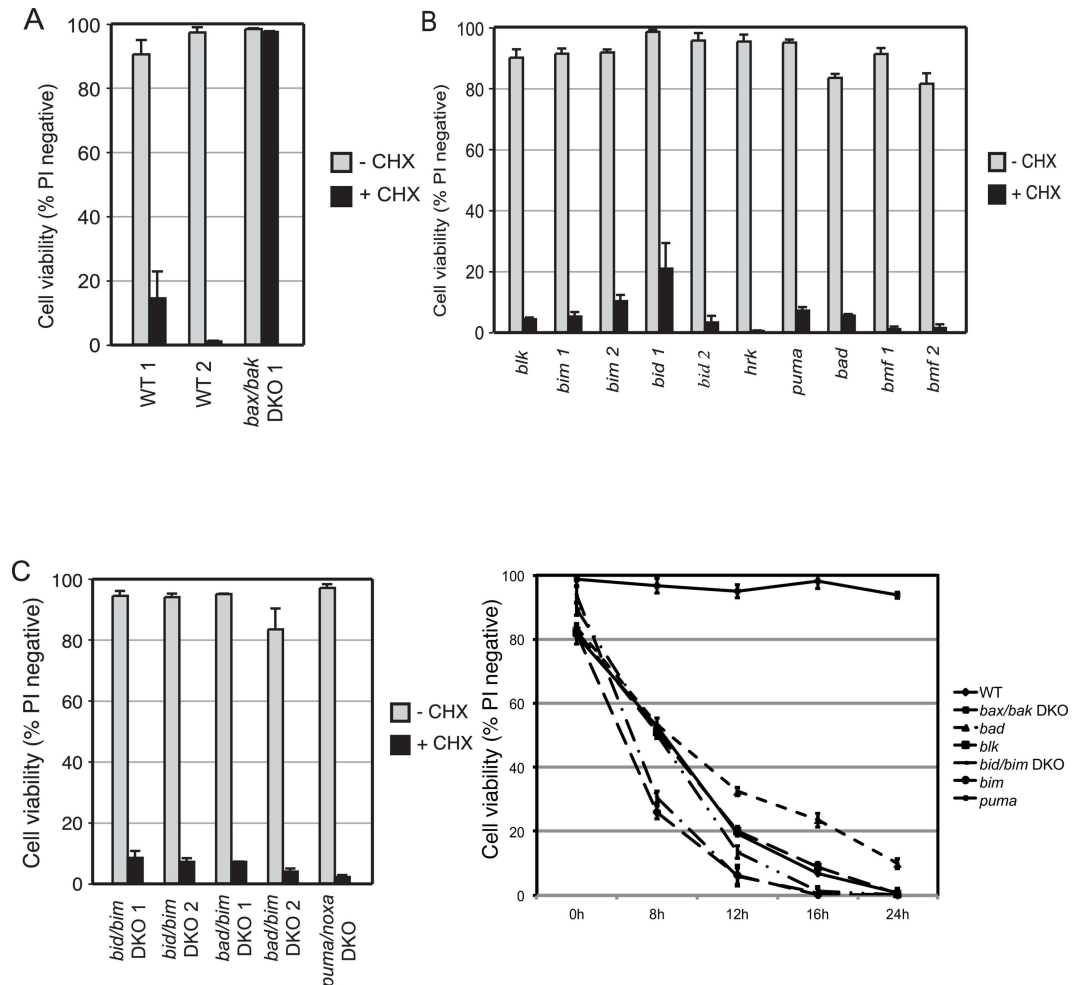 A
Cell viability (% PI negative)
100
80
60
40
20
0
WT 1
WT 2
bax/bak
DKO 1
- CHX
+ CHX
B
Cell viability (% PI negative)
100
80
60
40
20
0
blk
bim 1
bim 2
bid 1
bid 2
hrk
puma
bad
bmf 1
bmf 2
- CHX
+ CHX
C
Cell viability (% PI negative)
100
80
60
40
20
0
bid/bim
DKO 1
bid/bim
DKO 2
bad/bim
DKO 1
bad/bim
DKO 2
puma/noxa
DKO
- CHX
+ CHX
Cell viability (% PI negative)
100
80
60
40
20
0
0h
8h
12h
16h
24h
WT
bax/bak DKO
bad
blk
bid/bim DKO
bim
puma